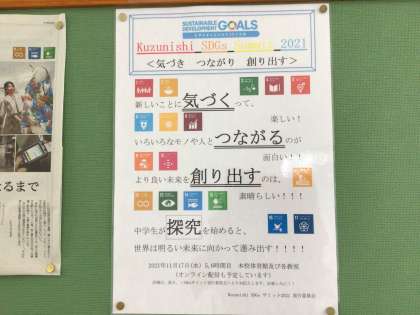 SUSTAINABLE DEVELOPMENT GOALS
Kuzunishi SDGs Summit 2021
＜気づき つながり 創り出す＞
新しいことに気づくって、
楽しい！
いろいろなモノや人とつながるのが
面白い！！
より良い未来を創り出すのは、
素晴らしい！！！
中学生が探究を始めると、
世界は明るい未来に向かって進み出す！！！！
2021年11月17日(水) 5,6時間目 本校体育館及び各教室
(オンライン配信も予定しています)
Kuzunishi SDGs サミット2021 実行委員会
なるまで